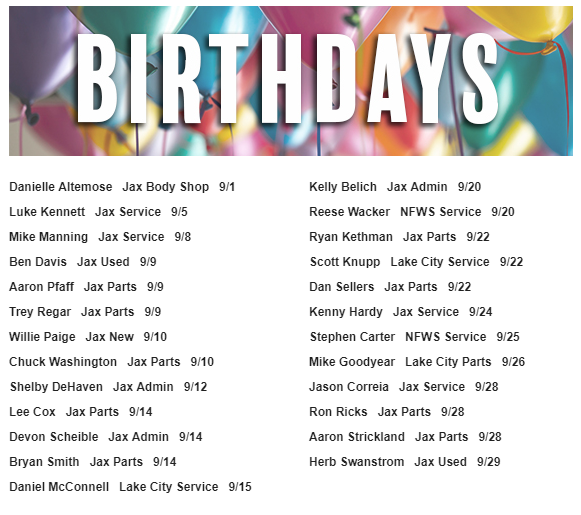 BIRTHDAYS
Danielle Altemose Jax Body Shop 9/1
Luke Kennett Jax Service 9/5
Mike Manning Jax Service 9/8
Ben Davis Jax Used 9/9
Aaron Pfaff Jax Parts 9/9
Trey Regar Jax Parts 9/9
Willie Paige Jax New 9/10
Chuck Washington Jax Parts 9/10
Shelby DeHaven Jax Admin 9/12
Lee Cox Jax Parts 9/14
Devon Scheible Jax Admin 9/14
Bryan Smith Jax Parts 9/14
Daniel McConnell Lake City Service 9/15
Kelly Belich Jax Admin 9/20
Reese Wacker NFWS Service 9/20
Ryan Kethman Jax Parts 9/22
Scott Knupp Lake City Service 9/22
Dan Sellers Jax Parts 9/22
Kenny Hardy Jax Service 9/24
Stephen Carter NFWS Service 9/25
Mike Goodyear Lake City Parts 9/26
Jason Correia Jax Service 9/28
Ron Ricks Jax Parts 9/28
Aaron Strickland Jax Parts 9/28
Herb Swanstrom Jax Used 9/29